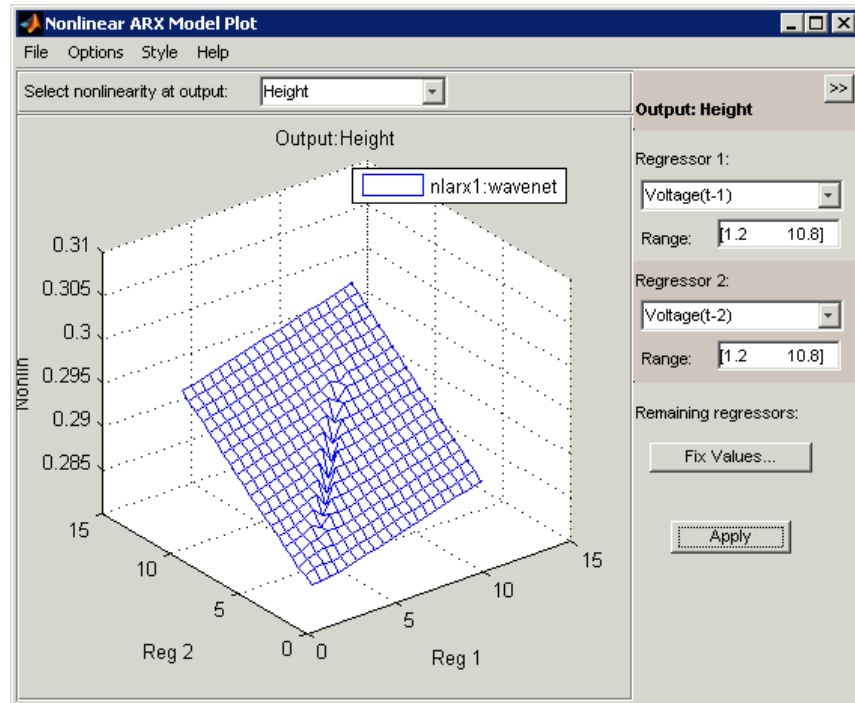 Nonlinear ARX Model Plot
File Options Style Help
Select nonlinearity at output: Height
Output:Height
nlarx1:wavenet
0.31
0.305
0.3
0.295
0.29
0.285
Nonlin
15
10
5
0
Reg 2
0
5
10
15
Reg 1
>>
Output: Height
Regressor 1:
Voltage(t-1)
Range: [1.2 10.8]
Regressor 2:
Voltage(t-2)
Range: [1.2 10.8]
Remaining regressors:
Fix Values...
Apply